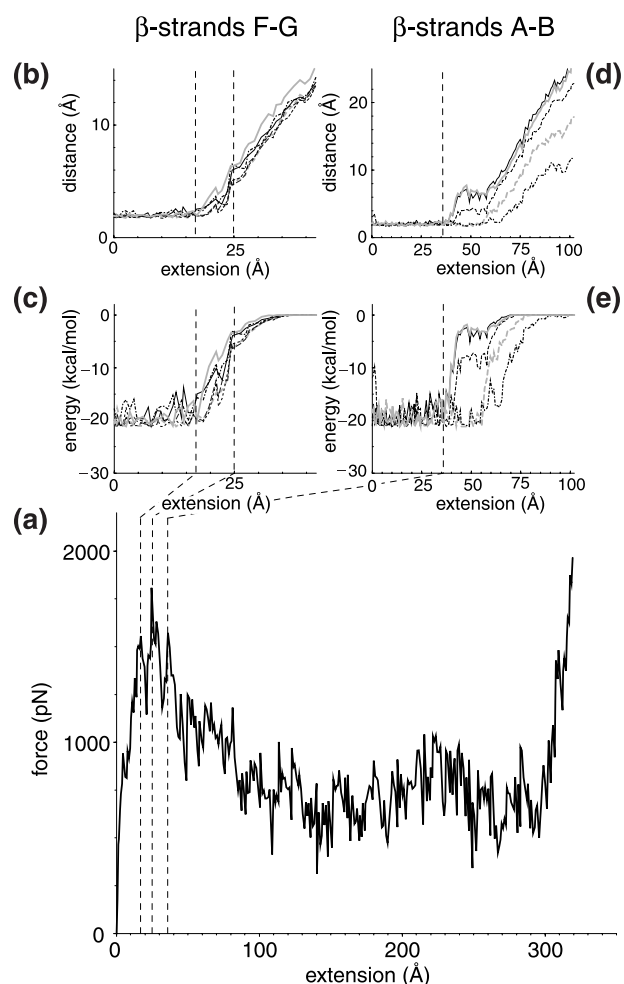 β-strands F-G
β-strands A-B
(b)
(d)
distance (Å)
10
0
0
25
extension (Å)
distance (Å)
20
10
0
0
25
50
75
100
extension (Å)
(c)
(e)
energy (kcal/mol)
0
−10
−20
−30
0
25
extension (Å)
energy (kcal/mol)
0
−10
−20
−30
0
25
50
75
100
extension (Å)
(a)
force (pN)
2000
1000
0
0
100
200
300
extension (Å)